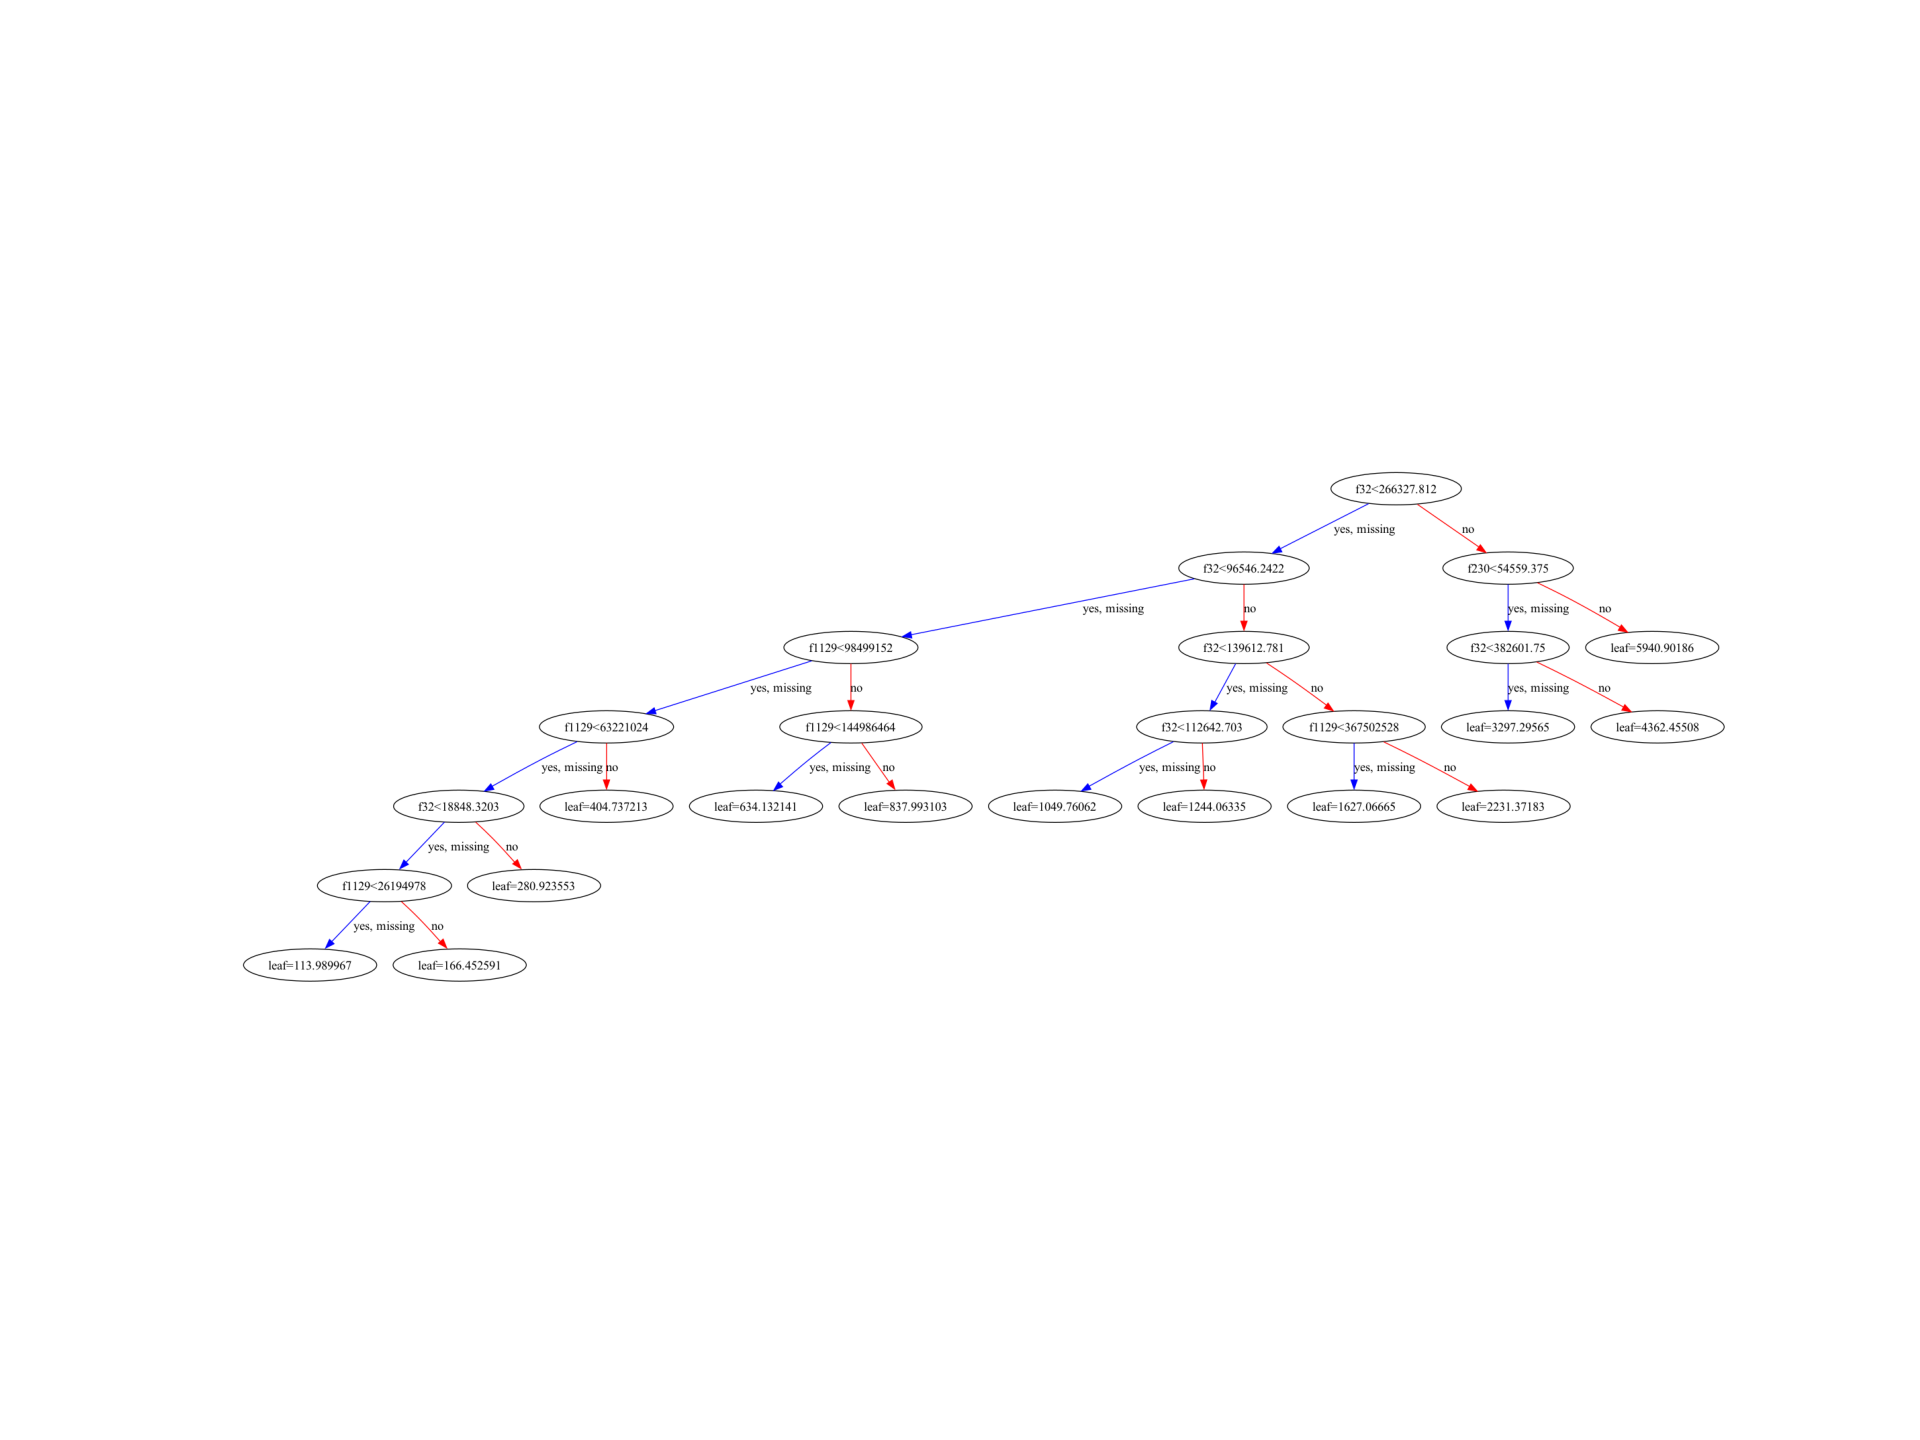 f32<266327.812
yes, missing
no
f32<96546.2422
f230<54559.375
yes, missing
no
yes, missing
no
f1129<98499152
f32<139612.781
f32<382601.75
leaf=5940.90186
yes, missing
no
yes, missing
no
yes, missing
no
f1129<63221024
f1129<144986464
f32<112642.703
f1129<367502528
leaf=3297.29565
leaf=4362.45508
yes, missing
no
yes, missing
no
yes, missing
no
yes, missing
no
f32<18848.3203
leaf=404.737213
leaf=634.132141
leaf=837.993103
leaf=1049.76062
leaf=1244.06335
leaf=1627.06665
leaf=2231.37183
yes, missing
no
f1129<26194978
leaf=280.923553
yes, missing
no
leaf=113.989967
leaf=166.452591